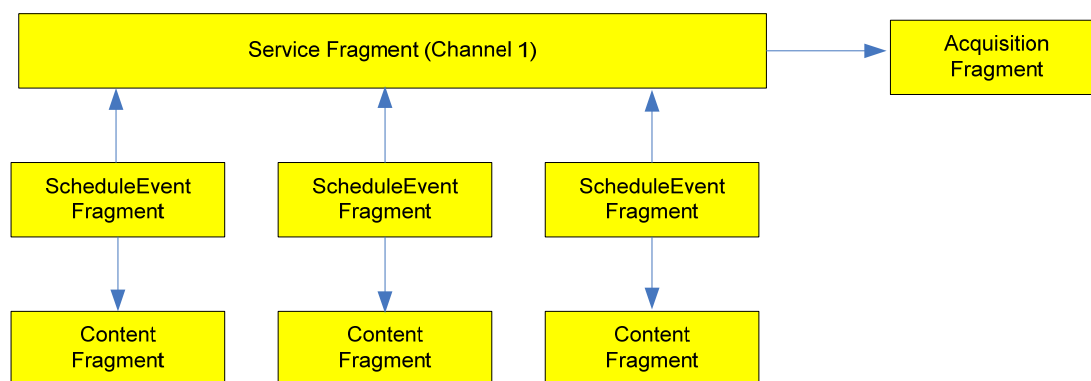 Service Fragment (Channel 1)
Acquisition
Fragment
ScheduleEvent
Fragment
ScheduleEvent
Fragment
ScheduleEvent
Fragment
Content
Fragment
Content
Fragment
Content
Fragment